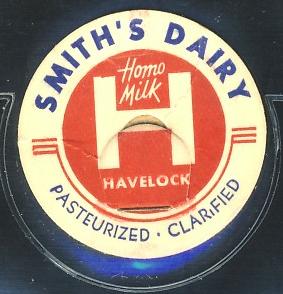 SMITH'S DAIRY
Homo
Milk
H
HAVELOCK
PASTEURIZED · CLARIFIED